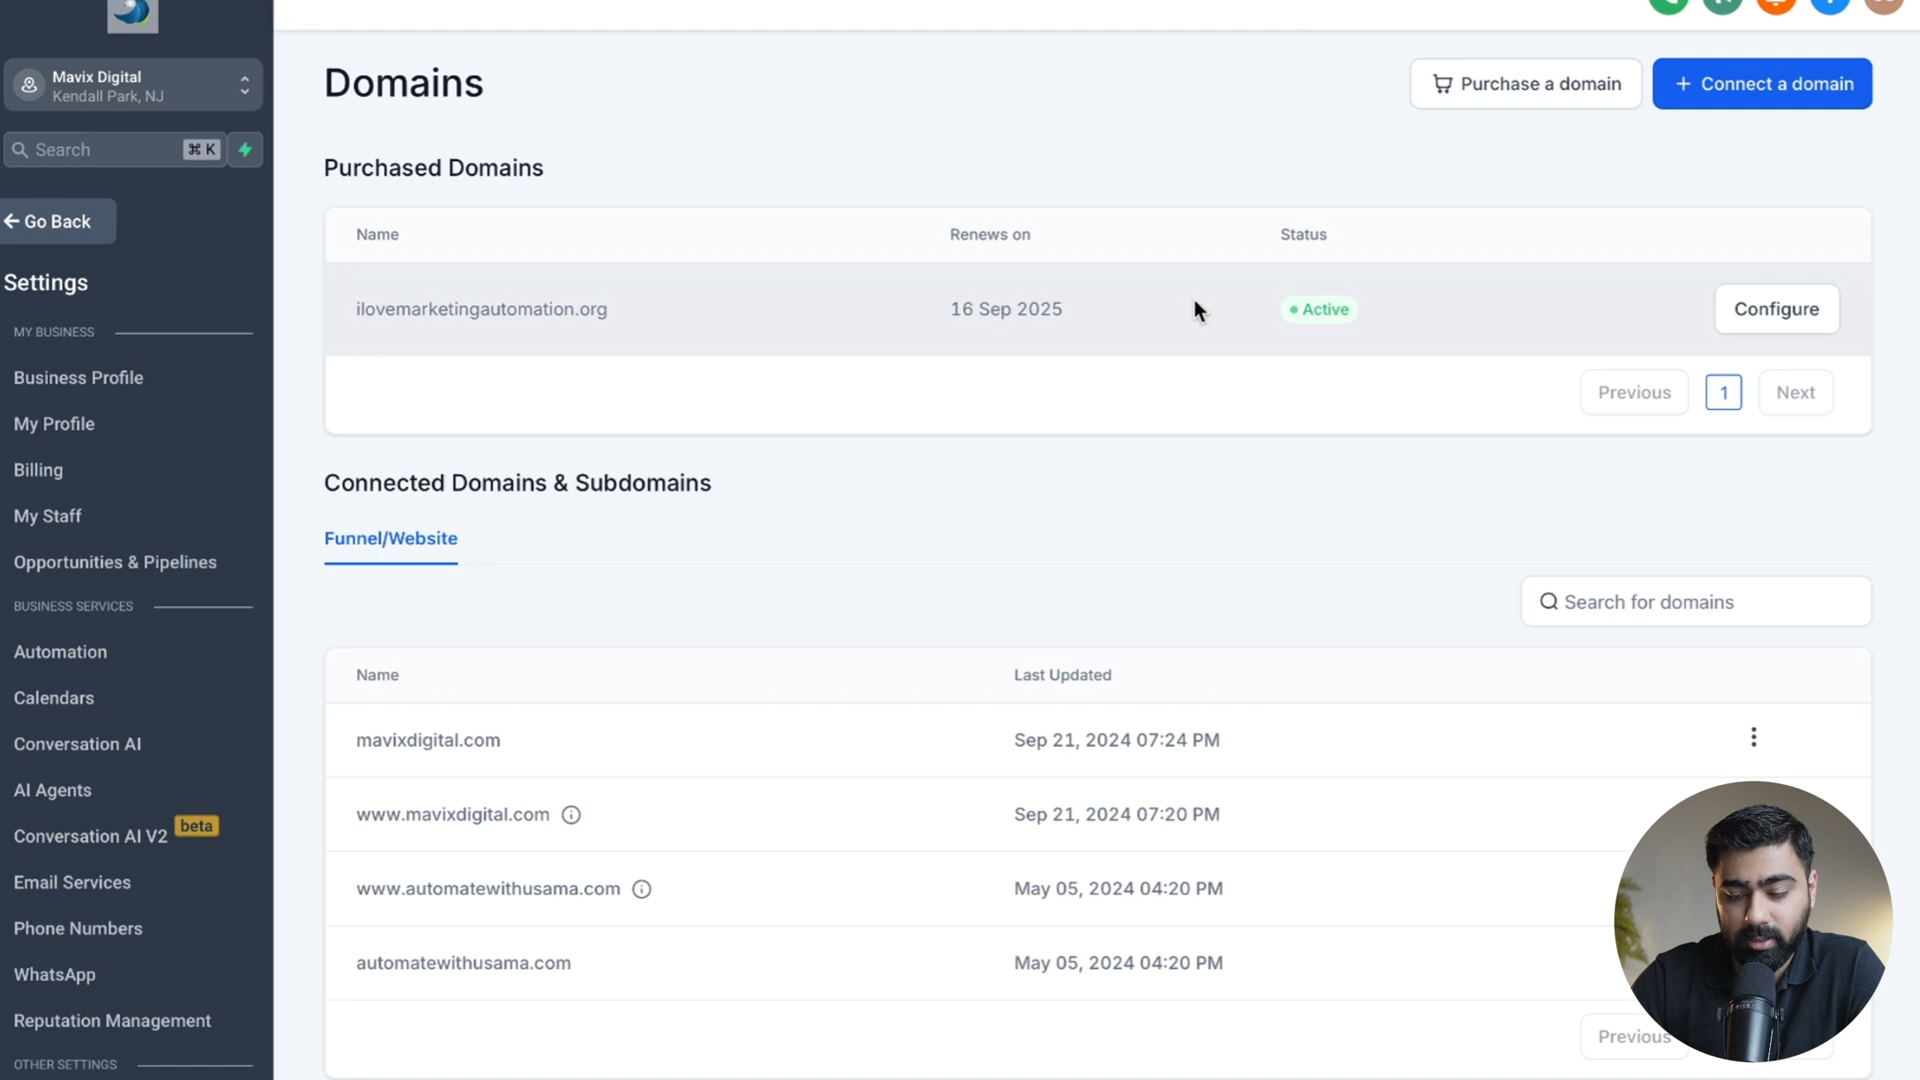 Mavix Digital
Kendall Park, NJ
Search ⌘ K
Go Back
Settings
MY BUSINESS
Business Profile
My Profile
Billing
My Staff
Opportunities & Pipelines
BUSINESS SERVICES
Automation
Calendars
Conversation AI
AI Agents
Conversation AI V2 beta
Email Services
Phone Numbers
WhatsApp
Reputation Management
OTHER SETTINGS
Domains
Purchase a domain
+ Connect a domain
Purchased Domains
Name Renews on Status
ilovemarketingautomation.org 16 Sep 2025 Active Configure
Previous 1 Next
Connected Domains & Subdomains
Funnel/Website
Search for domains
Name Last Updated
mavixdigital.com Sep 21, 2024 07:24 PM
www.mavixdigital.com Sep 21, 2024 07:20 PM
www.automatewithusama.com May 05, 2024 04:20 PM
automatewithusama.com May 05, 2024 04:20 PM
Previous